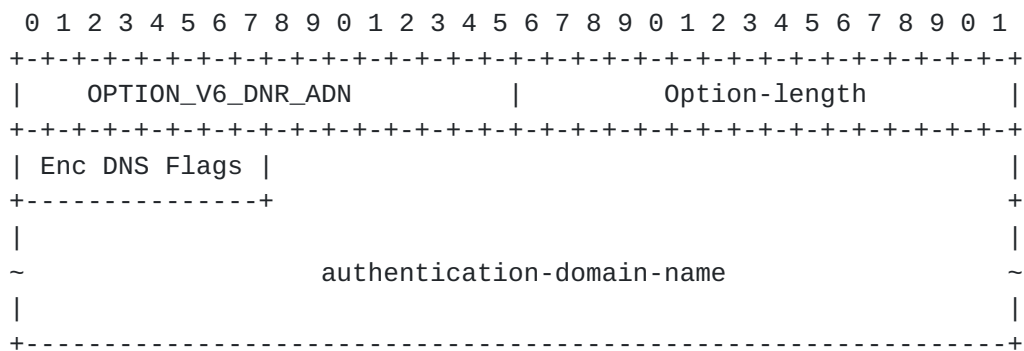 0 1 2 3 4 5 6 7 8 9 0 1 2 3 4 5 6 7 8 9 0 1 2 3 4 5 6 7 8 9 0 1
+-+-+-+-+-+-+-+-+-+-+-+-+-+-+-+-+-+-+-+-+-+-+-+-+-+-+-+-+-+-+-+-+
|    OPTION_V6_DNR_ADN          |         Option-length         |
+-+-+-+-+-+-+-+-+-+-+-+-+-+-+-+-+-+-+-+-+-+-+-+-+-+-+-+-+-+-+-+-+
| Enc DNS Flags |                                               |
+---------------+                                               +
|                                                               |
~                   authentication-domain-name                  ~
|                                                               |
+---------------------------------------------------------------+